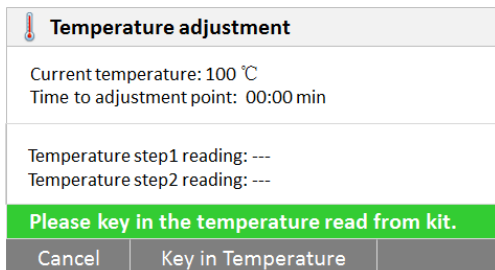 Temperature adjustment
Current temperature: 100 ℃
Time to adjustment point: 00:00 min
Temperature step1 reading: ---
Temperature step2 reading: ---
Please key in the temperature read from kit.
Cancel Key in Temperature